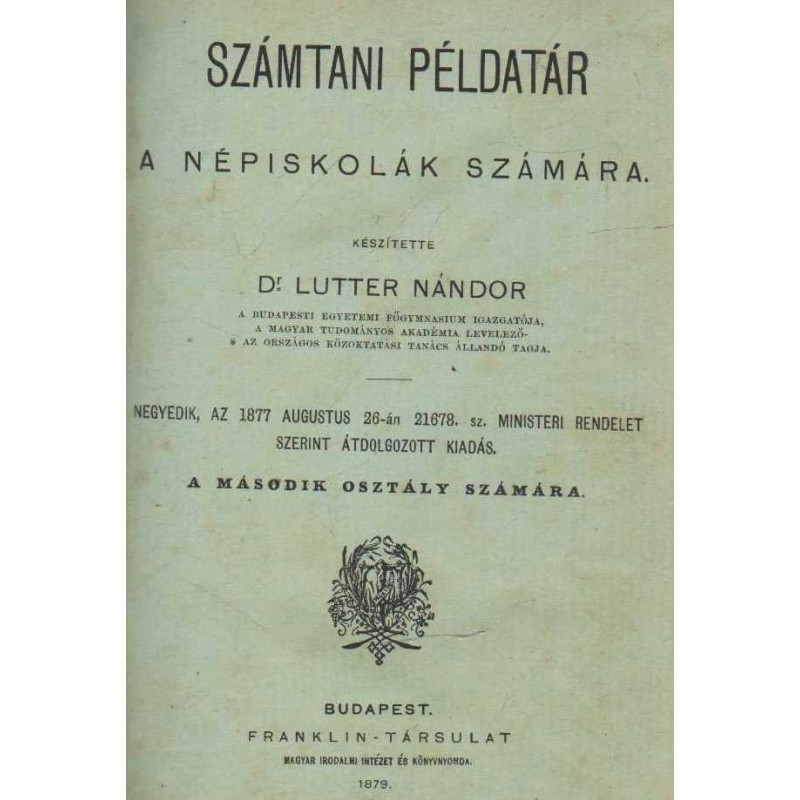 SZÁMTANI PÉLDATÁR
A NÉPISKOLÁK SZÁMÁRA.
KÉSZÍTETTE
Dr LUTTER NÁNDOR
A BUDAPESTI EGYETEMI FŐGYMNASIUM IGAZGATÓJA,
A MAGYAR TUDOMÁNYOS AKADÉMIA LEVELEZŐ-
S AZ ORSZÁGOS KÖZOKTATÁSI TANÁCS ÁLLANDÓ TAGJA.
NEGYEDIK, AZ 1877 AUGUSTUS 26-án 21678. sz. MINISTERI RENDELET
SZERINT ÁTDOLGOZOTT KIADÁS.
A MÁSODIK OSZTÁLY SZÁMÁRA.
BUDAPEST.
FRANKLIN-TÁRSULAT
MAGYAR IRODALMI INTÉZET ÉS KÖNYVNYOMDA.
1879.